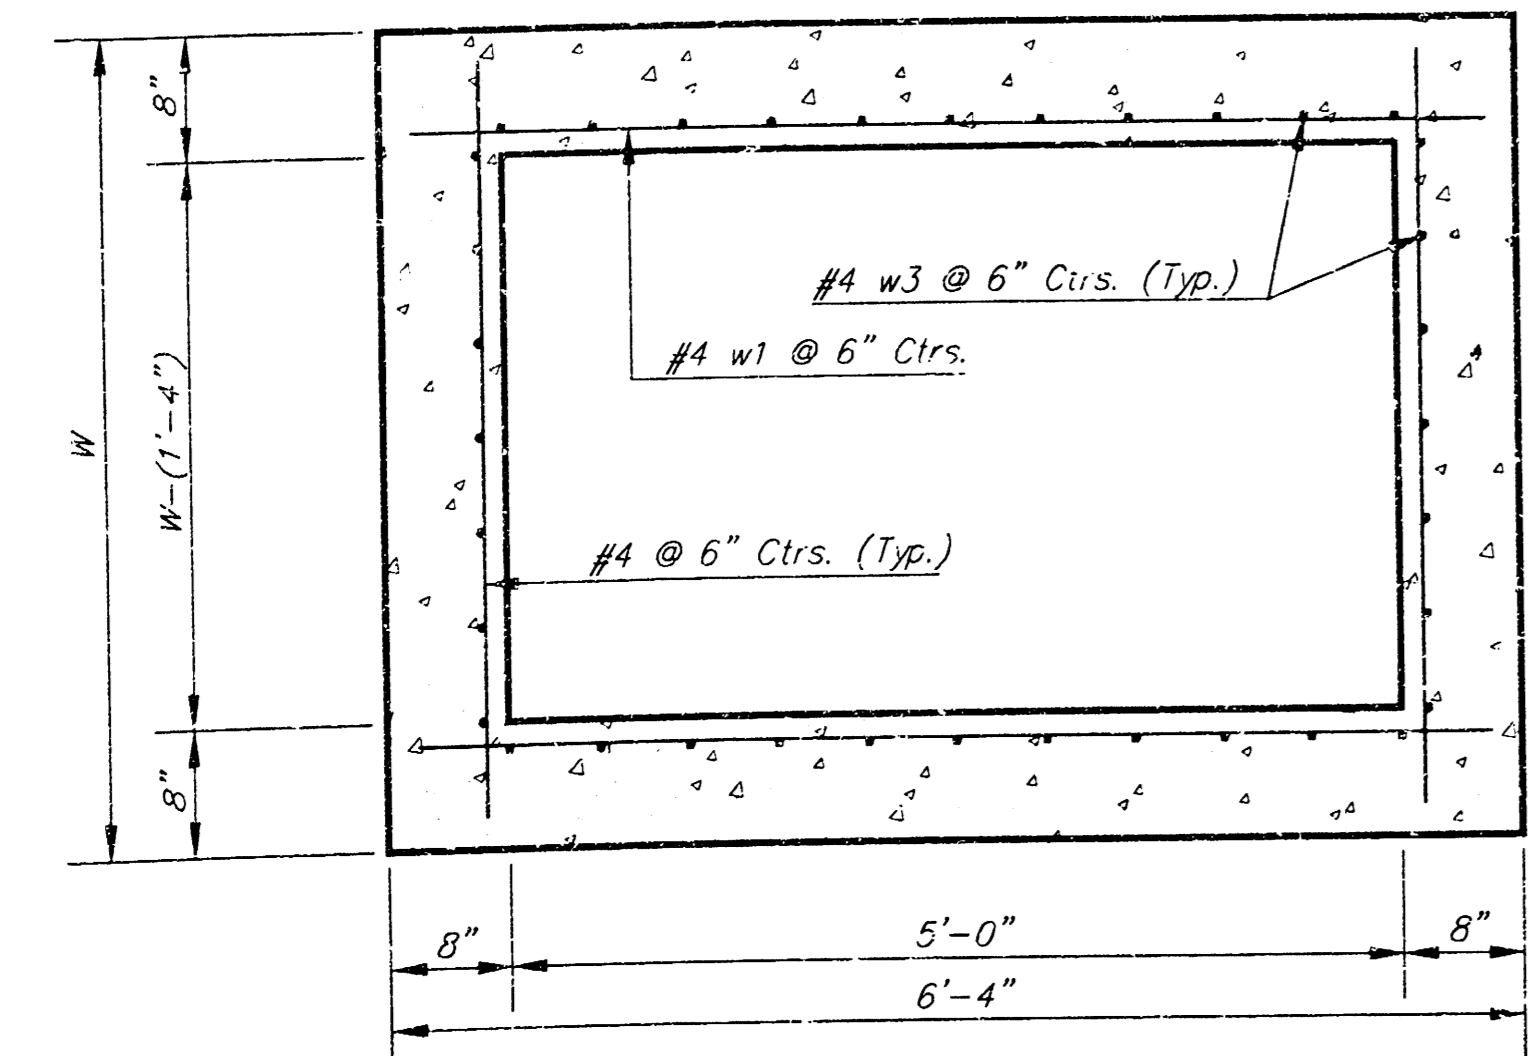 8"
#4 w3 @ 6" Ctrs. (Typ.)
#4 w1 @ 6" Ctrs.
W
W-(1'-4")
#4 @ 6" Ctrs. (Typ.)
8"
8"
5'-0"
8"
6'-4"